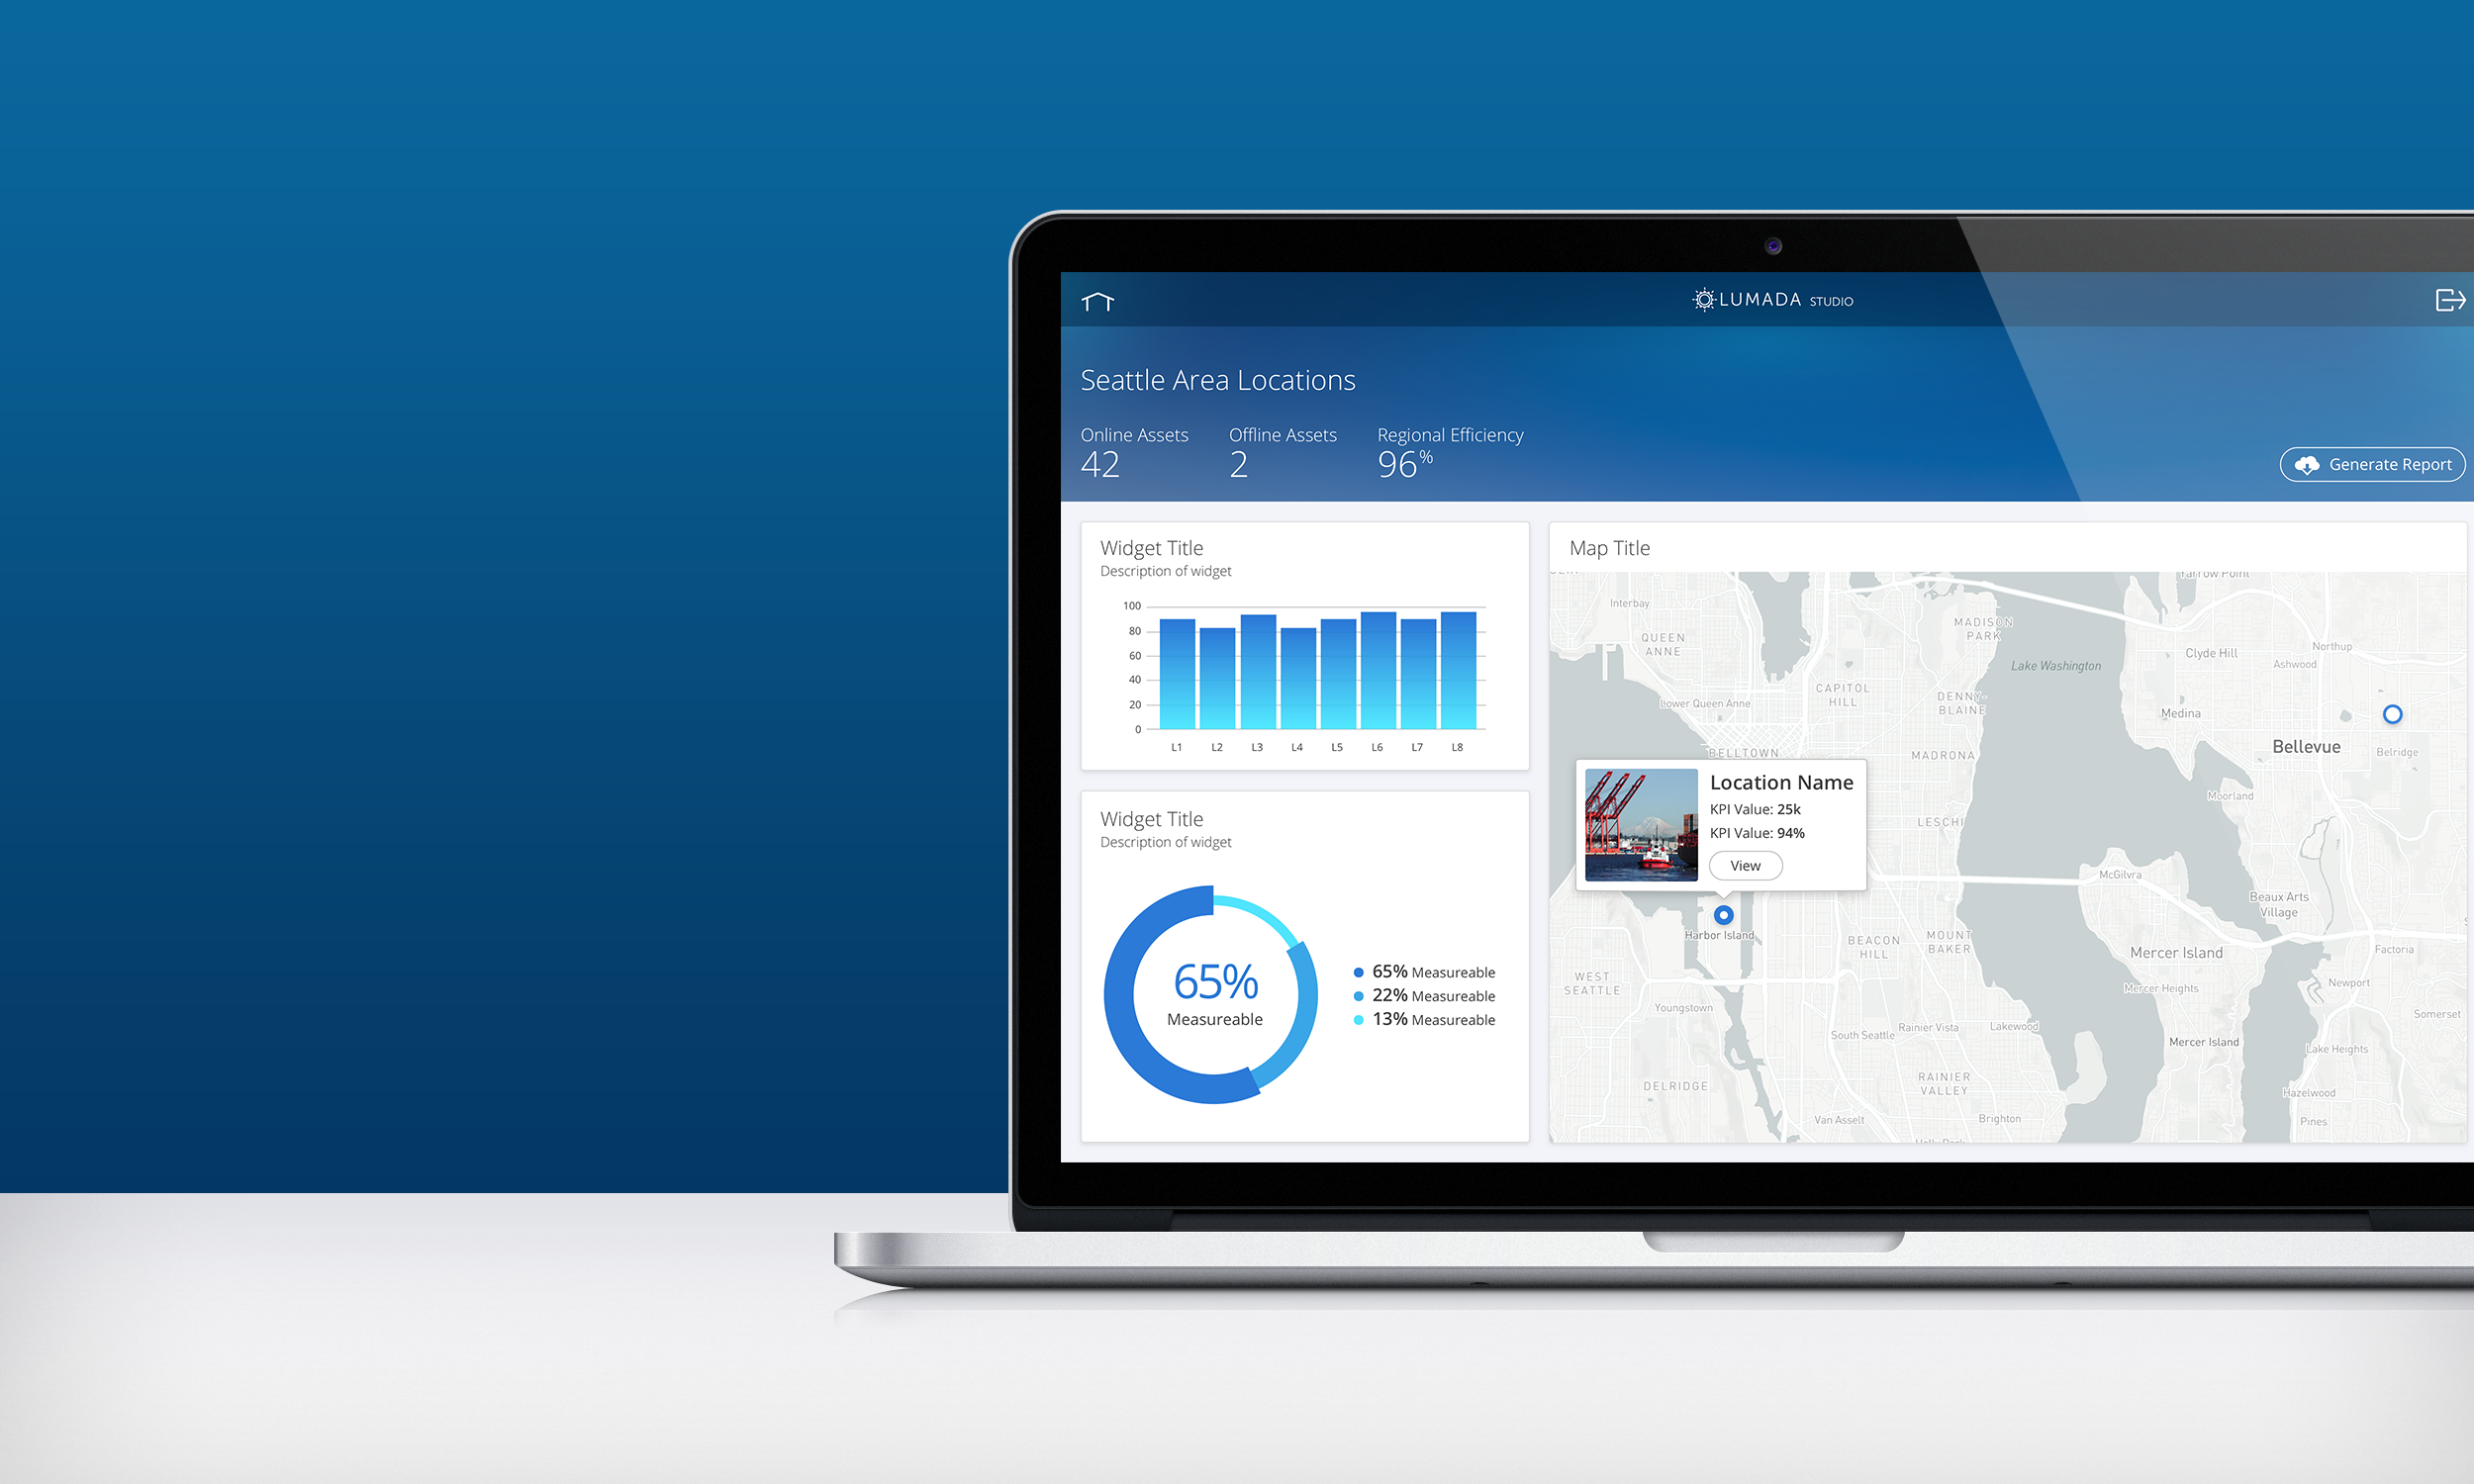 LUMADA STUDIO
Seattle Area Locations
Online Assets
42
Offline Assets
2
Regional Efficiency
96%
Generate Report
Widget Title
Description of widget
100
80
60
40
20
0
L1 L2 L3 L4 L5 L6 L7 L8
Widget Title
Description of widget
65%
Measureable
65% Measureable
22% Measureable
13% Measureable
Map Title
Yarrow Point
Interbay
MADISON
PARK
QUEEN
ANNE
Clyde Hill
Northup
Ashwood
Lake Washington
CAPITOL
HILL
DENNY-
BLAINE
Lower Queen Anne
Medina
Bellevue
Belridge
BELLTOWN
MADRONA
Location Name
KPI Value: 25k
KPI Value: 94%
View
Moorland
LESCHI
McGilvra
Beaux Arts
Village
Harbor Island
BEACON
HILL
MOUNT
BAKER
Mercer Island
Factoria
WEST
SEATTLE
Mercer Heights
Newport
Youngstown
South Seattle
Rainier Vista
Lakewood
Somerset
Mercer Island
Lake Heights
DELRIDGE
RAINIER
VALLEY
Hazelwood
Van Asselt
Brighton
Pines